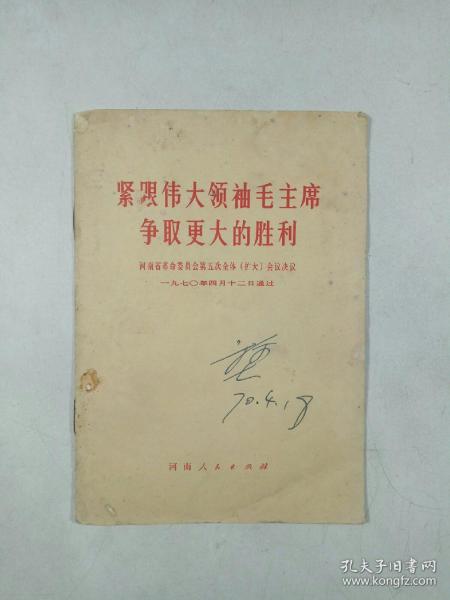 紧跟伟大领袖毛主席
争取更大的胜利
河南省革命委员会第五次全体（扩大）会议决议
一九七〇年四月十二日通过
70.4.18
河南人民出版社
孔夫子旧书网
www.kongfz.com